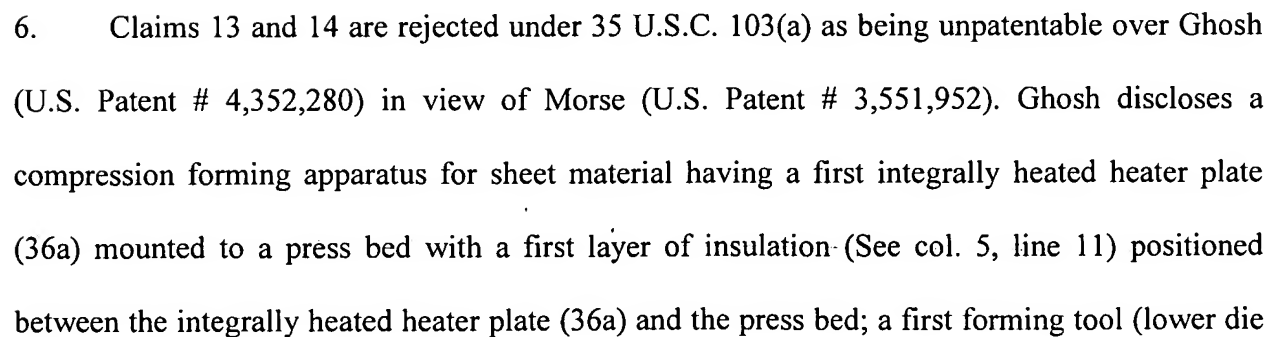 6. Claims 13 and 14 are rejected under 35 U.S.C. 103(a) as being unpatentable over Ghosh
(U.S. Patent # 4,352,280) in view of Morse (U.S. Patent # 3,551,952). Ghosh discloses a
compression forming apparatus for sheet material having a first integrally heated heater plate
(36a) mounted to a press bed with a first layer of insulation (See col. 5, line 11) positioned
between the integrally heated heater plate (36a) and the press bed; a first forming tool (lower die